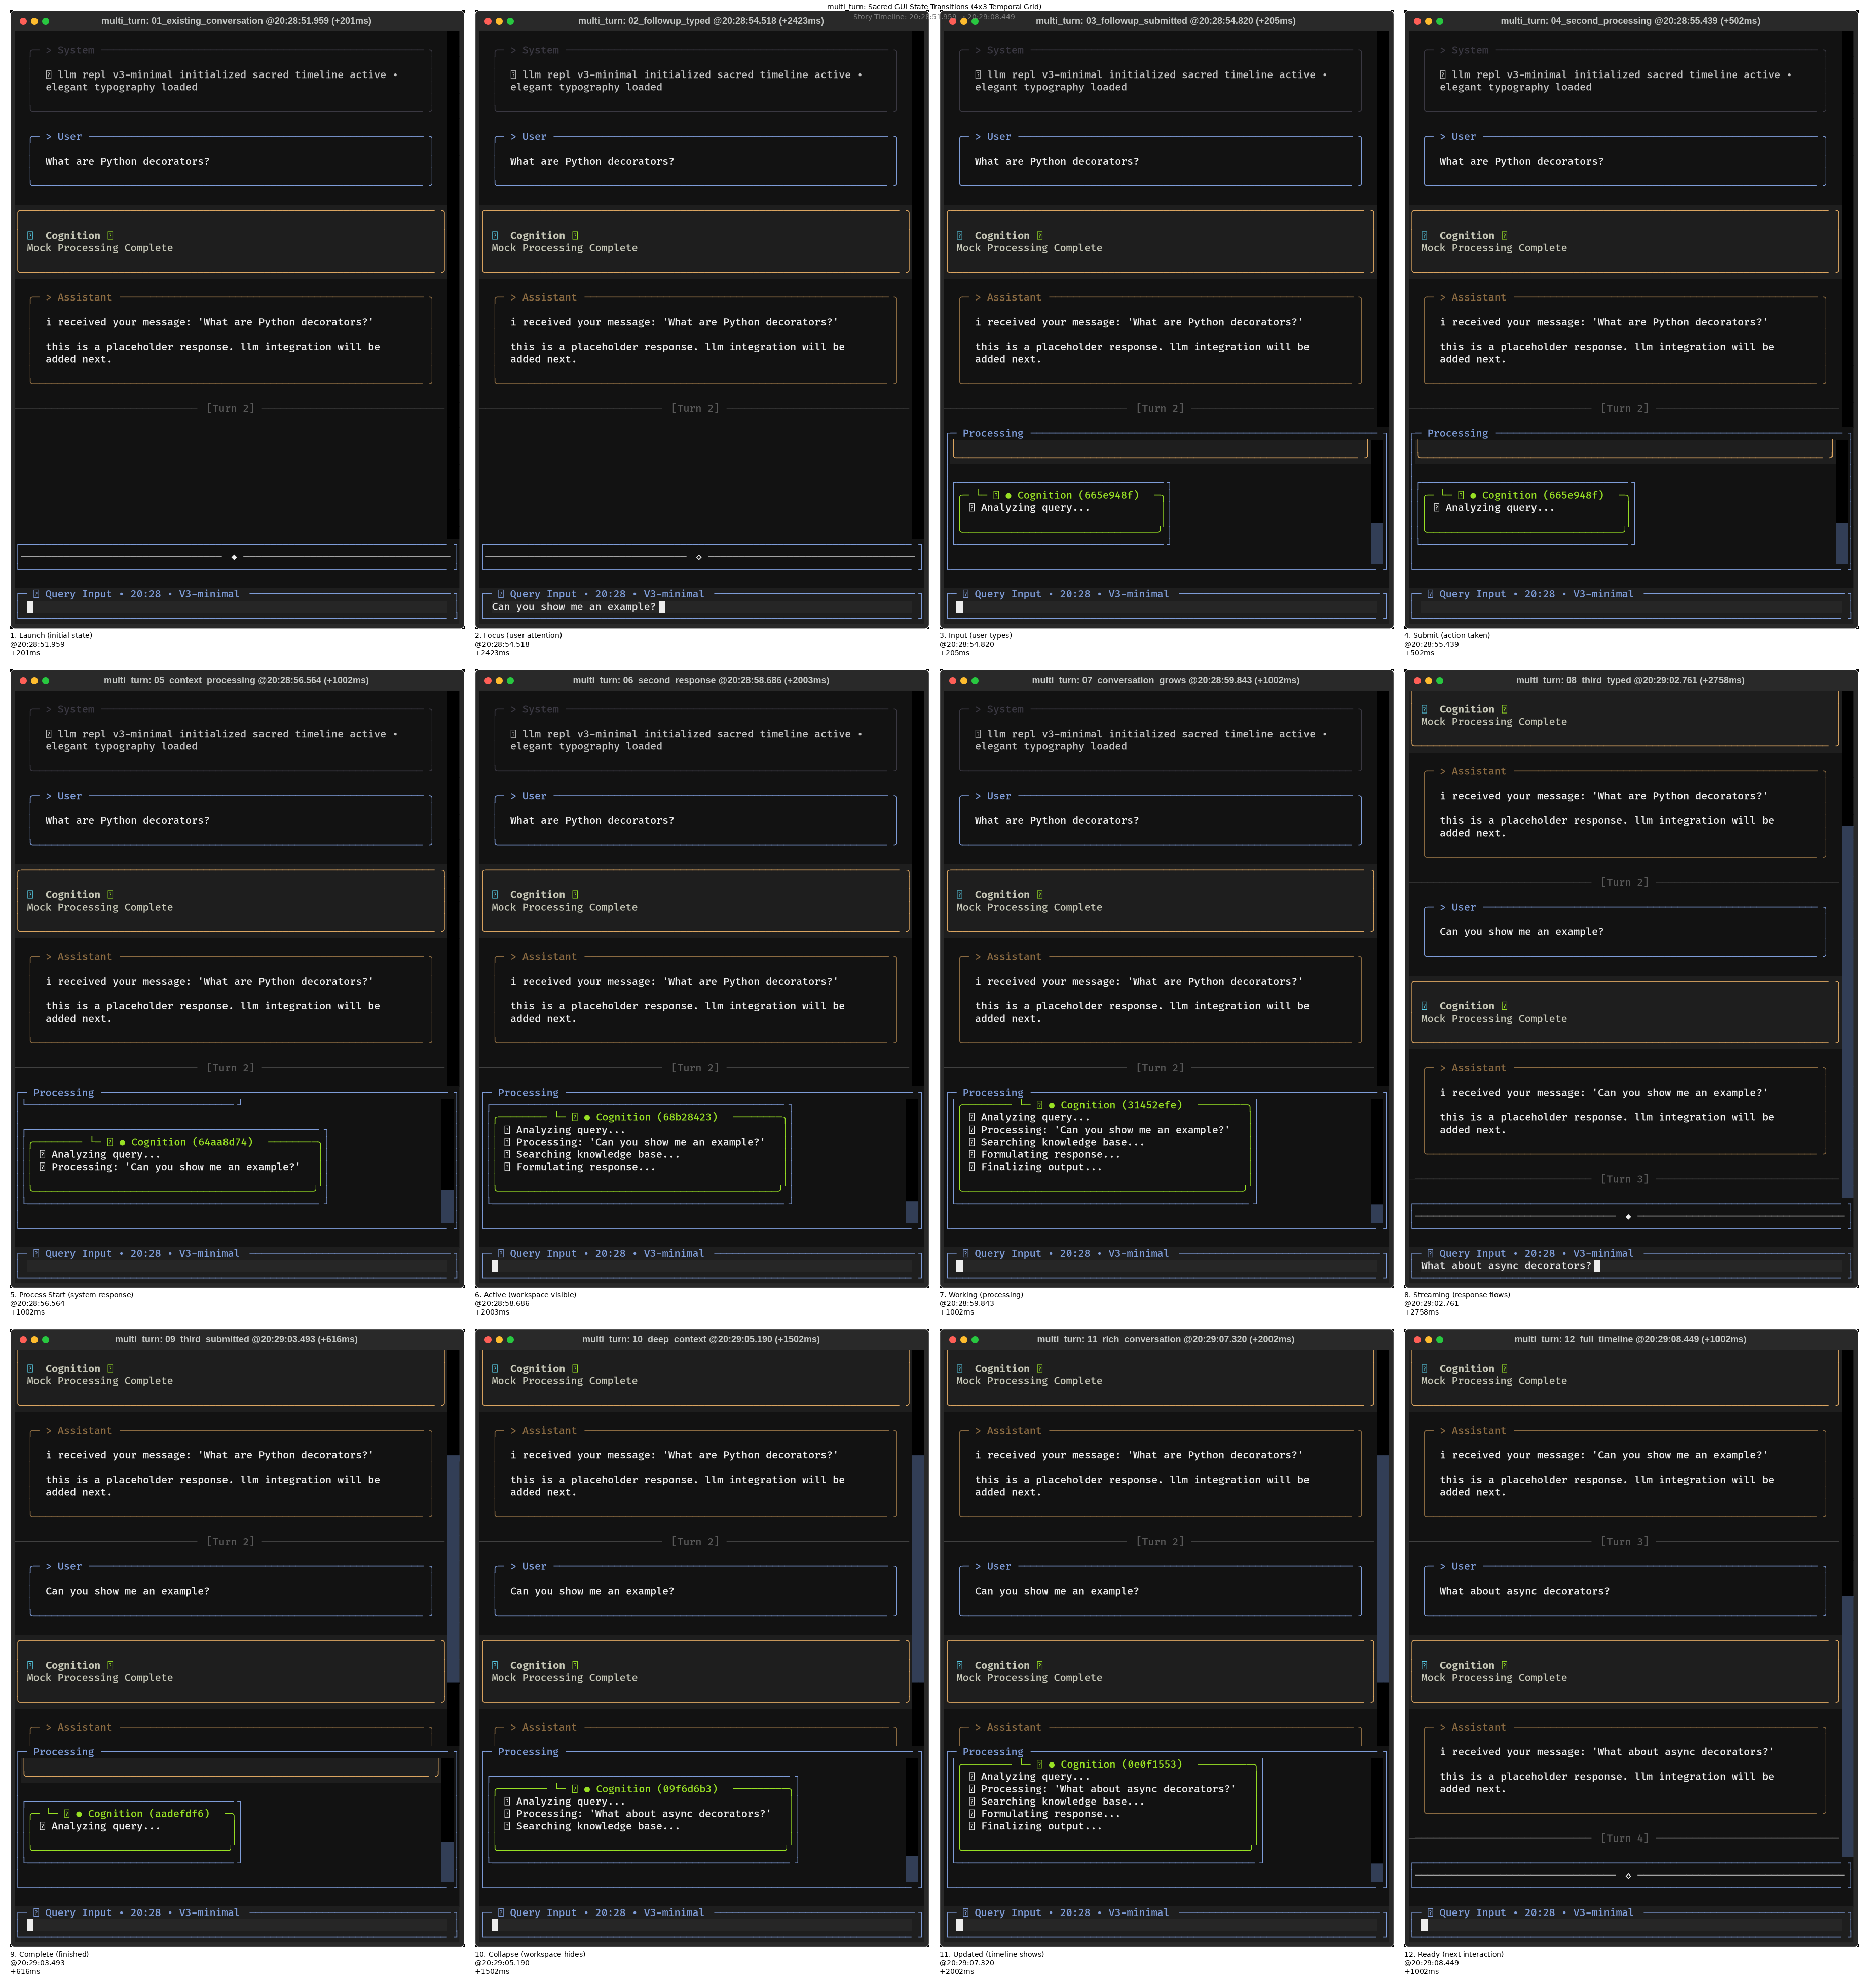 multi_turn: Sacred GUI State Transitions (4x3 Temporal Grid)
Story Timeline: 20:28:51.959 → 20:29:08.449
multi_turn: 01_existing_conversation @20:28:51.959 (+201ms)
> System
llm repl v3-minimal initialized sacred timeline active •
elegant typography loaded
> User
What are Python decorators?
Cognition
Mock Processing Complete
> Assistant
i received your message: 'What are Python decorators?'
this is a placeholder response. llm integration will be
added next.
[Turn 2]
◆
Query Input • 20:28 • V3-minimal
1. Launch (initial state)
@20:28:51.959
+201ms
multi_turn: 02_followup_typed @20:28:54.518 (+2423ms)
> System
llm repl v3-minimal initialized sacred timeline active •
elegant typography loaded
> User
What are Python decorators?
Cognition
Mock Processing Complete
> Assistant
i received your message: 'What are Python decorators?'
this is a placeholder response. llm integration will be
added next.
[Turn 2]
◇
Query Input • 20:28 • V3-minimal
Can you show me an example?
2. Focus (user attention)
@20:28:54.518
+2423ms
multi_turn: 03_followup_submitted @20:28:54.820 (+205ms)
> System
llm repl v3-minimal initialized sacred timeline active •
elegant typography loaded
> User
What are Python decorators?
Cognition
Mock Processing Complete
> Assistant
i received your message: 'What are Python decorators?'
this is a placeholder response. llm integration will be
added next.
[Turn 2]
Processing
● Cognition (665e948f)
Analyzing query...
Query Input • 20:28 • V3-minimal
3. Input (user types)
@20:28:54.820
+205ms
multi_turn: 04_second_processing @20:28:55.439 (+502ms)
> System
llm repl v3-minimal initialized sacred timeline active •
elegant typography loaded
> User
What are Python decorators?
Cognition
Mock Processing Complete
> Assistant
i received your message: 'What are Python decorators?'
this is a placeholder response. llm integration will be
added next.
[Turn 2]
Processing
● Cognition (665e948f)
Analyzing query...
Query Input • 20:28 • V3-minimal
4. Submit (action taken)
@20:28:55.439
+502ms
multi_turn: 05_context_processing @20:28:56.564 (+1002ms)
> System
llm repl v3-minimal initialized sacred timeline active •
elegant typography loaded
> User
What are Python decorators?
Cognition
Mock Processing Complete
> Assistant
i received your message: 'What are Python decorators?'
this is a placeholder response. llm integration will be
added next.
[Turn 2]
Processing
● Cognition (64aa8d74)
Analyzing query...
Processing: 'Can you show me an example?'
Query Input • 20:28 • V3-minimal
5. Process Start (system response)
@20:28:56.564
+1002ms
multi_turn: 06_second_response @20:28:58.686 (+2003ms)
> System
llm repl v3-minimal initialized sacred timeline active •
elegant typography loaded
> User
What are Python decorators?
Cognition
Mock Processing Complete
> Assistant
i received your message: 'What are Python decorators?'
this is a placeholder response. llm integration will be
added next.
[Turn 2]
Processing
● Cognition (68b28423)
Analyzing query...
Processing: 'Can you show me an example?'
Searching knowledge base...
Formulating response...
Query Input • 20:28 • V3-minimal
6. Active (workspace visible)
@20:28:58.686
+2003ms
multi_turn: 07_conversation_grows @20:28:59.843 (+1002ms)
> System
llm repl v3-minimal initialized sacred timeline active •
elegant typography loaded
> User
What are Python decorators?
Cognition
Mock Processing Complete
> Assistant
i received your message: 'What are Python decorators?'
this is a placeholder response. llm integration will be
added next.
[Turn 2]
Processing
● Cognition (31452efe)
Analyzing query...
Processing: 'Can you show me an example?'
Searching knowledge base...
Formulating response...
Finalizing output...
Query Input • 20:28 • V3-minimal
7. Working (processing)
@20:28:59.843
+1002ms
multi_turn: 08_third_typed @20:29:02.761 (+2758ms)
Cognition
Mock Processing Complete
> Assistant
i received your message: 'What are Python decorators?'
this is a placeholder response. llm integration will be
added next.
[Turn 2]
> User
Can you show me an example?
Cognition
Mock Processing Complete
> Assistant
i received your message: 'Can you show me an example?'
this is a placeholder response. llm integration will be
added next.
[Turn 3]
◆
Query Input • 20:28 • V3-minimal
What about async decorators?
8. Streaming (response flows)
@20:29:02.761
+2758ms
multi_turn: 09_third_submitted @20:29:03.493 (+616ms)
Cognition
Mock Processing Complete
> Assistant
i received your message: 'What are Python decorators?'
this is a placeholder response. llm integration will be
added next.
[Turn 2]
> User
Can you show me an example?
Cognition
Mock Processing Complete
> Assistant
Processing
● Cognition (aadefdf6)
Analyzing query...
Query Input • 20:28 • V3-minimal
9. Complete (finished)
@20:29:03.493
+616ms
multi_turn: 10_deep_context @20:29:05.190 (+1502ms)
Cognition
Mock Processing Complete
> Assistant
i received your message: 'What are Python decorators?'
this is a placeholder response. llm integration will be
added next.
[Turn 2]
> User
Can you show me an example?
Cognition
Mock Processing Complete
> Assistant
Processing
● Cognition (09f6d6b3)
Analyzing query...
Processing: 'What about async decorators?'
Searching knowledge base...
Query Input • 20:28 • V3-minimal
10. Collapse (workspace hides)
@20:29:05.190
+1502ms
multi_turn: 11_rich_conversation @20:29:07.320 (+2002ms)
Cognition
Mock Processing Complete
> Assistant
i received your message: 'What are Python decorators?'
this is a placeholder response. llm integration will be
added next.
[Turn 2]
> User
Can you show me an example?
Cognition
Mock Processing Complete
> Assistant
Processing
● Cognition (0e0f1553)
Analyzing query...
Processing: 'What about async decorators?'
Searching knowledge base...
Formulating response...
Finalizing output...
Query Input • 20:28 • V3-minimal
11. Updated (timeline shows)
@20:29:07.320
+2002ms
multi_turn: 12_full_timeline @20:29:08.449 (+1002ms)
Cognition
Mock Processing Complete
> Assistant
i received your message: 'Can you show me an example?'
this is a placeholder response. llm integration will be
added next.
[Turn 3]
> User
What about async decorators?
Cognition
Mock Processing Complete
> Assistant
i received your message: 'What about async decorators?'
this is a placeholder response. llm integration will be
added next.
[Turn 4]
◇
Query Input • 20:28 • V3-minimal
12. Ready (next interaction)
@20:29:08.449
+1002ms